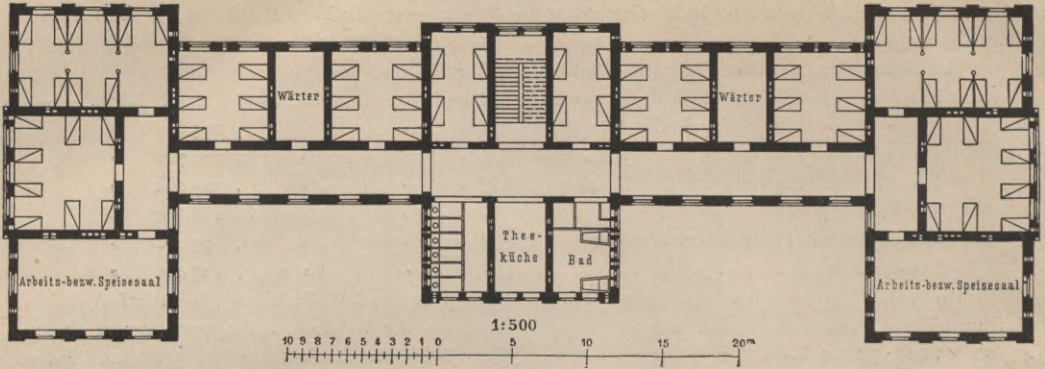 Wärter
Wärter
Thee-
küche
Bad
Arbeits-bezw. Speisesaal
Arbeits-bezw. Speisesaal
1:500
10 9 8 7 6 5 4 3 2 1 0 5 10 15 20m